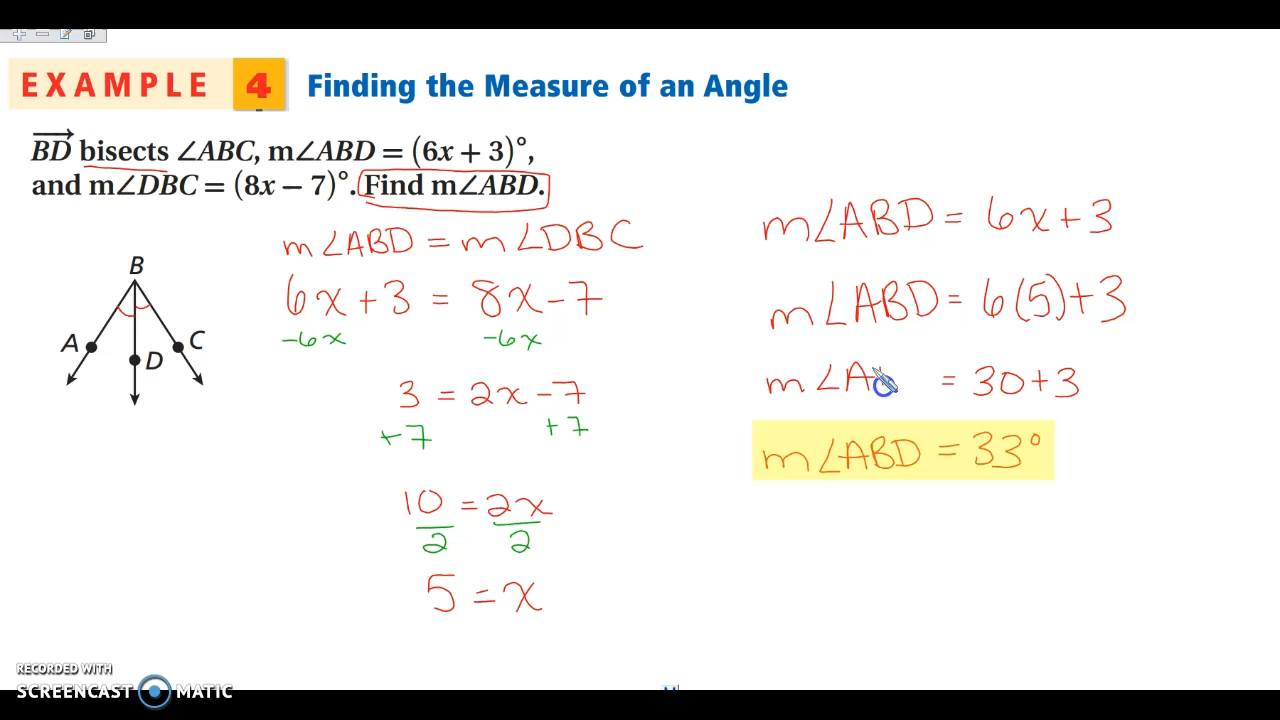 EXAMPLE 4 Finding the Measure of an Angle
BD bisects ∠ABC, m∠ABD = (6x + 3)°,
and m∠DBC = (8x − 7)°. Find m∠ABD.
B
A
D
C
m∠ABD = m∠DBC
6x + 3 = 8x − 7
−6x −6x
3 = 2x − 7
+7 +7
10 = 2x
2 2
5 = x
m∠ABD = 6x + 3
m∠ABD = 6(5) + 3
m∠A = 30 + 3
m∠ABD = 33°
RECORDED WITH
SCREENCAST MATIC